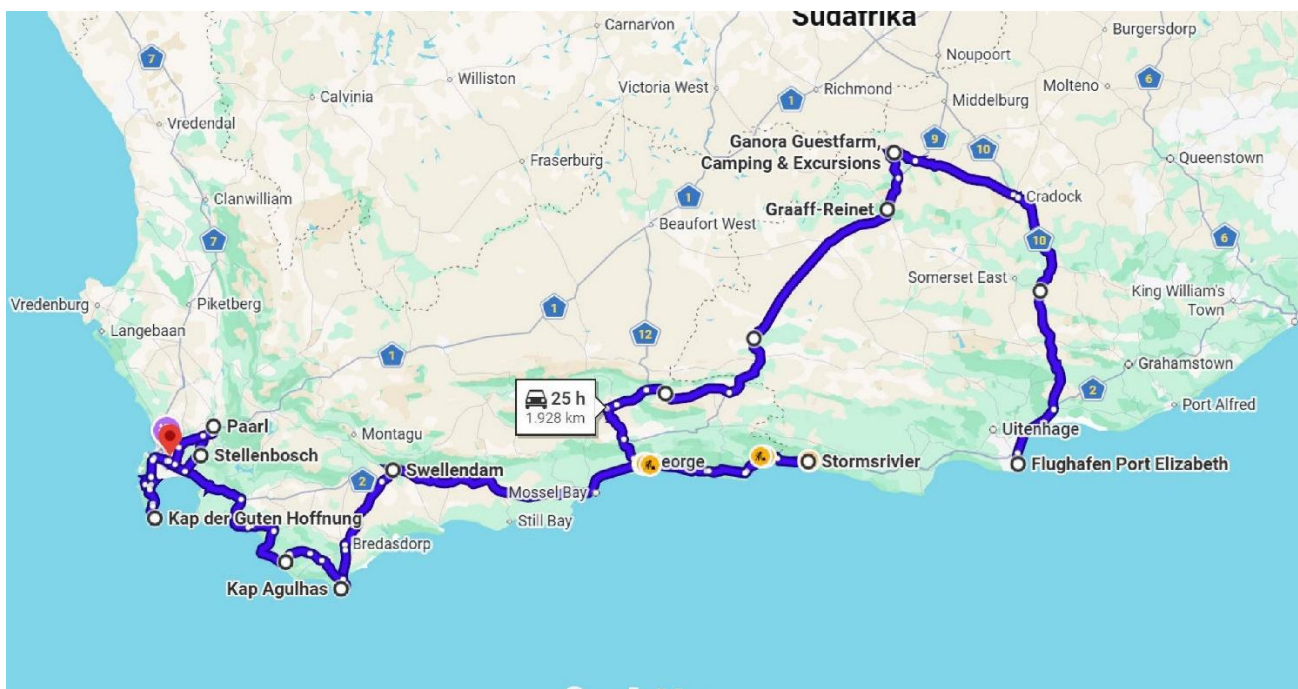 Südafrika
Carnarvon
Burgersdorp
Noupoort
7
Williston
Victoria West
Richmond
Molteno
6
Calvinia
1
Middelburg
Vredendal
Ganora Guestfarm,
Camping & Excursions
9
10
Queenstown
Fraserburg
Clanwilliam
1
Graaff-Reinet
Cradock
7
Beaufort West
10
6
Somerset East
Vredenburg
Piketberg
1
King William's
Town
Langebaan
12
1
Grahamstown
25 h
1.928 km
2
Port Alfred
Paarl
Montagu
Uitenhage
Stellenbosch
Swellendam
eorge
Stormsrivier
Flughafen Port Elizabeth
2
Mossel Bay
Kap der Guten Hoffnung
Still Bay
Bredasdorp
Kap Agulhas